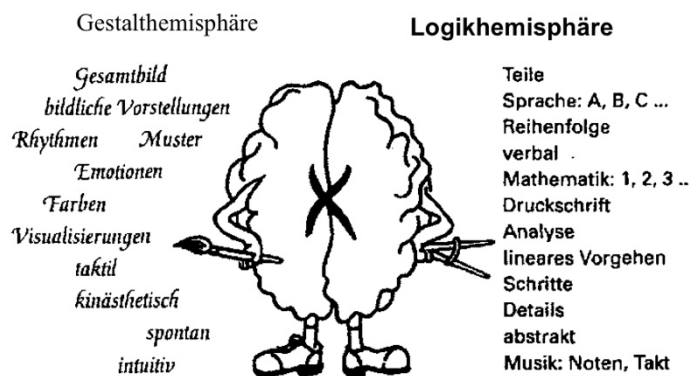 Gestalthemisphäre
Gesamtbild
bildliche Vorstellungen
Rhythmen Muster
Emotionen
Farben
Visualisierungen
taktil
kinästhetisch
spontan
intuitiv
Logikhemisphäre
Teile
Sprache: A, B, C ...
Reihenfolge
verbal
Mathematik: 1, 2, 3 ..
Druckschrift
Analyse
lineares Vorgehen
Schritte
Details
abstrakt
Musik: Noten, Takt